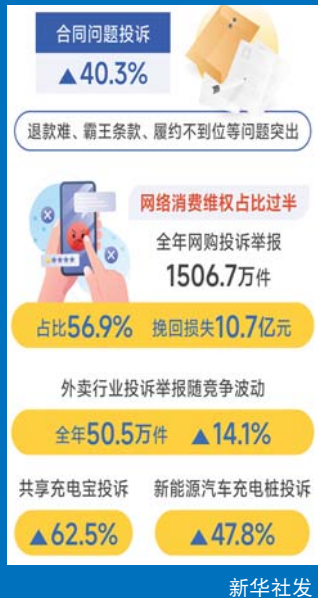 合同问题投诉
▲40.3%
退款难、霸王条款、履约不到位等问题突出
网络消费维权占比过半
全年网购投诉举报
1506.7万件
占比56.9% 挽回损失10.7亿元
外卖行业投诉举报随竞争波动
全年50.5万件 ▲14.1%
共享充电宝投诉 新能源汽车充电桩投诉
▲62.5% ▲47.8%
新华社发